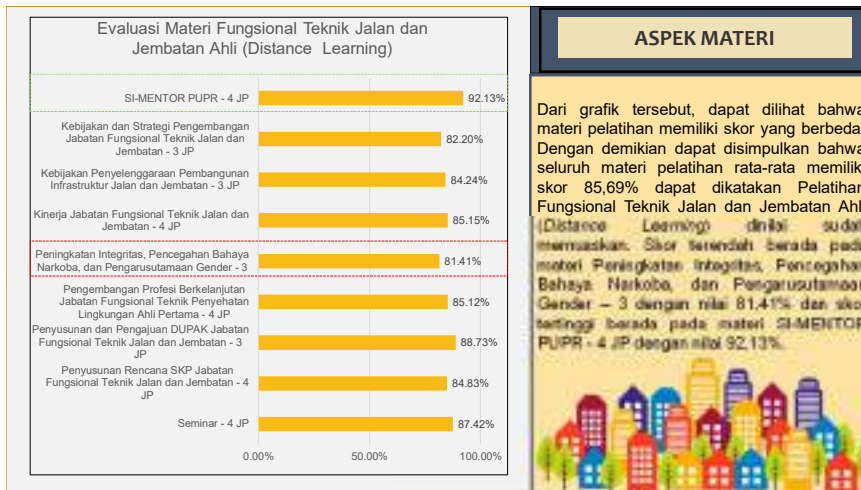 Evaluasi Materi Fungsional Teknik Jalan dan
Jembatan Ahli (Distance Learning)
SI-MENTOR PUPR - 4 JP
92.13%
Kebijakan dan Strategi Pengembangan
Jabatan Fungsional Teknik Jalan dan
Jembatan - 3 JP
82.20%
Kebijakan Penyelenggaraan Pembangunan
Infrastruktur Jalan dan Jembatan - 3 JP
84.24%
Kinerja Jabatan Fungsional Teknik Jalan dan
Jembatan - 4 JP
85.15%
Peningkatan Integritas, Pencegahan Bahaya
Narkoba, dan Pengarusutamaan Gender - 3
81.41%
Pengembangan Profesi Berkelanjutan
Jabatan Fungsional Teknik Penyehatan
Lingkungan Ahli Pertama - 4 JP
85.12%
Penyusunan dan Pengajuan DUPAK Jabatan
Fungsional Teknik Jalan dan Jembatan - 3
JP
88.73%
Penyusunan Rencana SKP Jabatan
Fungsional Teknik Jalan dan Jembatan - 4
JP
84.83%
Seminar - 4 JP
87.42%
0.00% 50.00% 100.00%
ASPEK MATERI
Dari grafik tersebut, dapat dilihat bahwa
materi pelatihan memiliki skor yang berbeda.
Dengan demikian dapat disimpulkan bahwa
seluruh materi pelatihan rata-rata memilik
skor 85,69% dapat dikatakan Pelatihan
Fungsional Teknik Jalan dan Jembatan Ahl
(Distance Learning) dinilai sudah
memuaskan. Skor terendah berada pada
materi Peningkatan Integritas, Pencegahan
Bahaya Narkoba, dan Pengarusutamaan
Gender – 3 dengan nilai 81.41% dan skor
tertinggi berada pada materi SI-MENTOR
PUPR - 4 JP dengan nilai 92,13%.